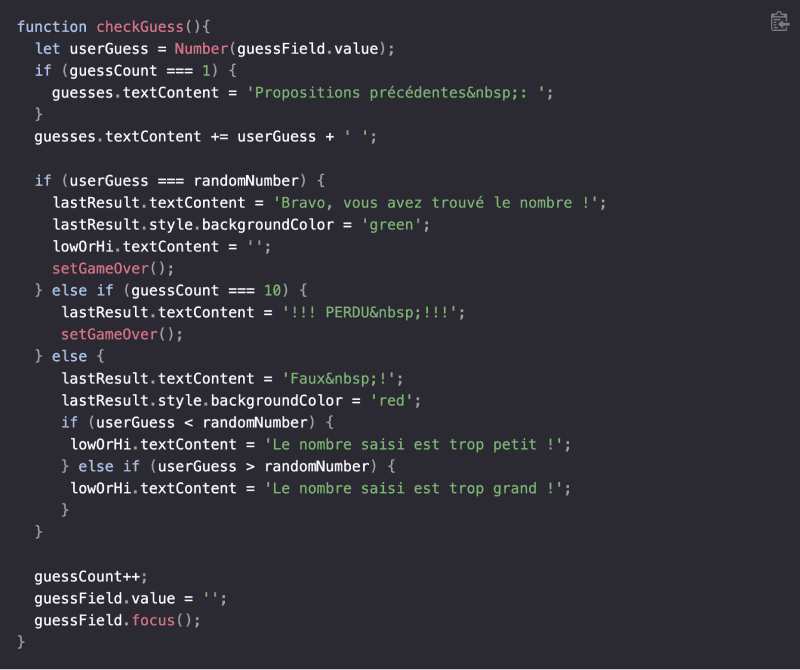 function checkGuess(){
let userGuess = Number(guessField.value);
if (guessCount === 1) {
guesses.textContent = 'Propositions précédentes&nbsp;: ';
}
guesses.textContent += userGuess + ' ';
if (userGuess === randomNumber) {
lastResult.textContent = 'Bravo, vous avez trouvé le nombre !';
lastResult.style.backgroundColor = 'green';
lowOrHi.textContent = '';
setGameOver();
} else if (guessCount === 10) {
lastResult.textContent = '!!! PERDU&nbsp;!!!';
setGameOver();
} else {
lastResult.textContent = 'Faux&nbsp;!';
lastResult.style.backgroundColor = 'red';
if (userGuess < randomNumber) {
lowOrHi.textContent = 'Le nombre saisi est trop petit !';
} else if (userGuess > randomNumber) {
lowOrHi.textContent = 'Le nombre saisi est trop grand !';
}
}
guessCount++;
guessField.value = '';
guessField.focus();
}